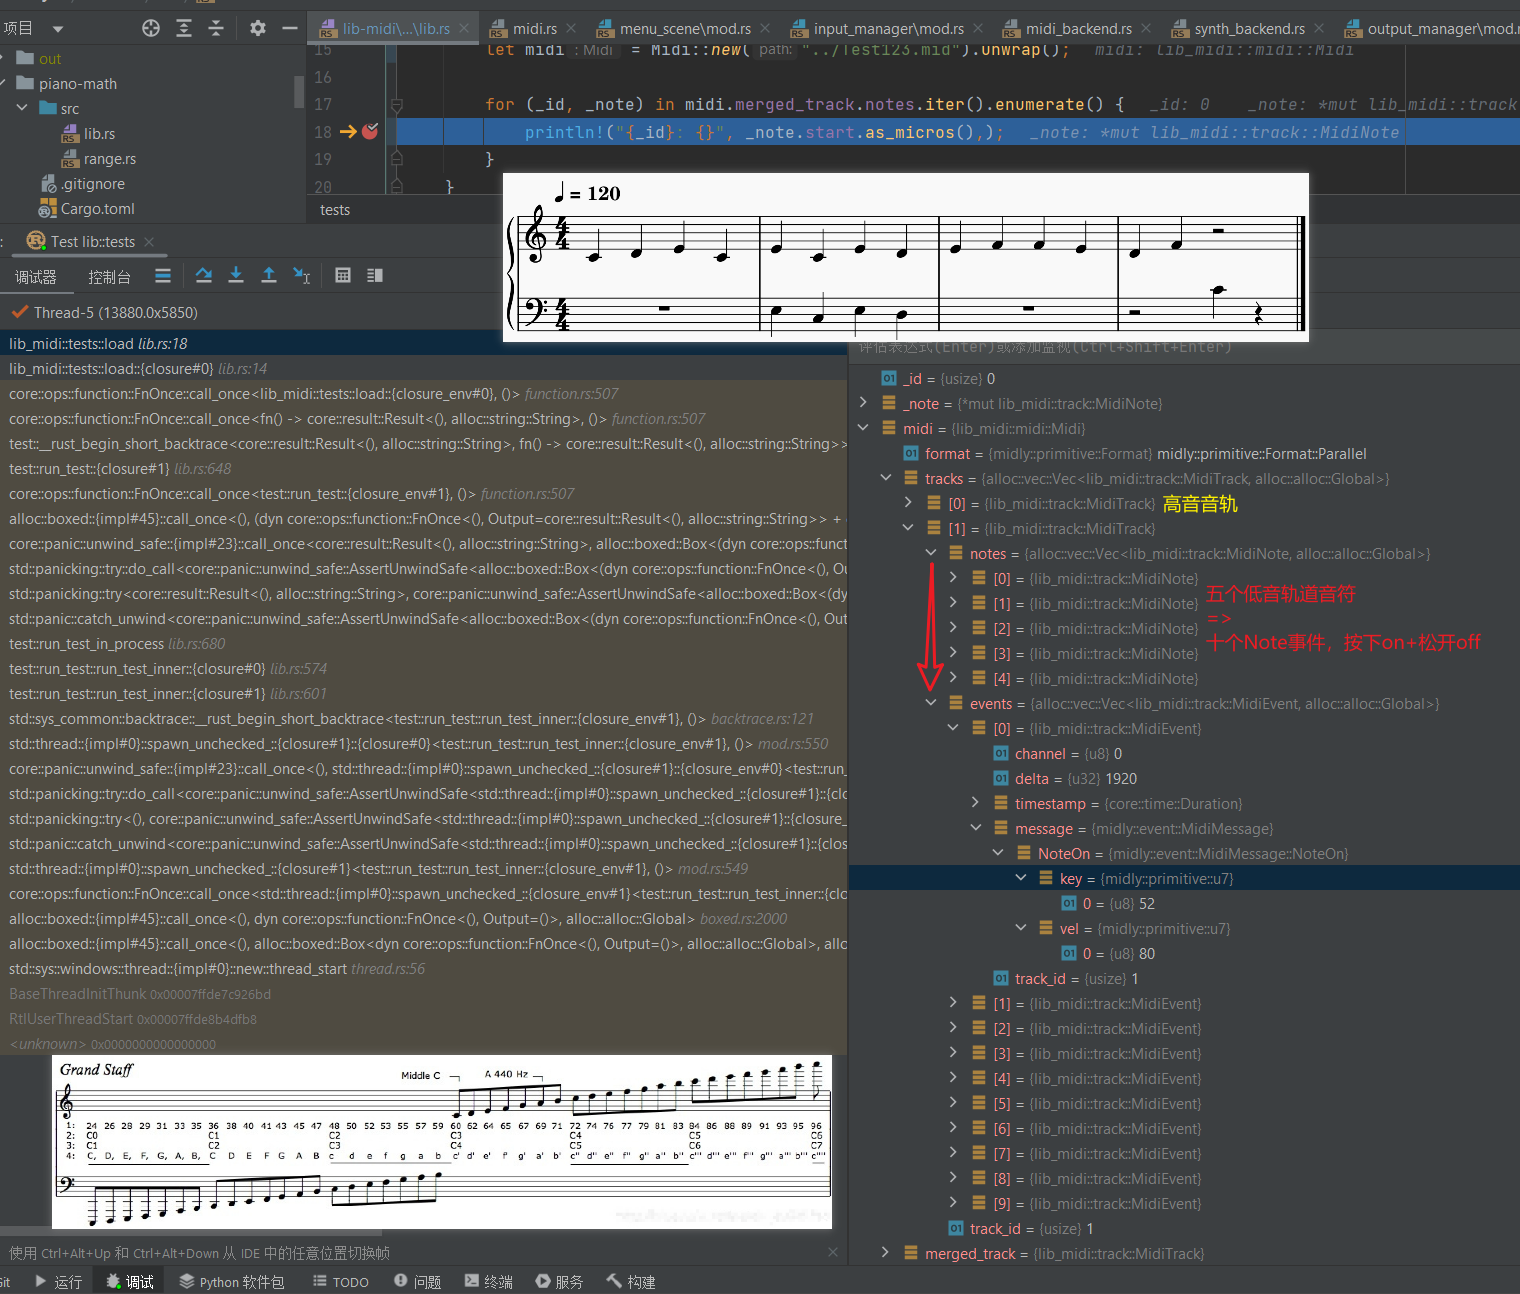 项目
lib-midi\...\lib.rs
midi.rs
menu_scene\mod.rs
input_manager\mod.rs
midi_backend.rs
synth_backend.rs
output_manager\mod.r
out
piano-math
src
lib.rs
range.rs
.gitignore
Cargo.toml
15 let midi : Midi = Midi::new( path: "../Test123.mid").unwrap(); midi: lib_midi::midi::Midi
16
17 for (_id, _note) in midi.merged_track.notes.iter().enumerate() { _id: 0 _note: *mut lib_midi::track
18 println!("{_id}: {}", _note.start.as_micros(),); _note: *mut lib_midi::track::MidiNote
19 }
20 }
tests
= 120
Test lib::tests
调试器
控制台
Thread-5 (13880.0x5850)
lib_midi::tests::load lib.rs:18
lib_midi::tests::load::{closure#0} lib.rs:14
core::ops::function::FnOnce::call_once<lib_midi::tests::load::{closure_env#0}, ()> function.rs:507
core::ops::function::FnOnce::call_once<fn() -> core::result::Result<(), alloc::string::String>, ()> function.rs:507
test::__rust_begin_short_backtrace<core::result::Result<(), alloc::string::String>, fn() -> core::result::Result<(), alloc::string::String>>
test::run_test::{closure#1} lib.rs:648
core::ops::function::FnOnce::call_once<test::run_test::{closure_env#1}, ()> function.rs:507
alloc::boxed::{impl#45}::call_once<(), (dyn core::ops::function::FnOnce<(), Output=core::result::Result<(), alloc::string::String>> +
core::panic::unwind_safe::{impl#23}::call_once<core::result::Result<(), alloc::string::String>, alloc::boxed::Box<(dyn core::ops::funct
std::panicking::try::do_call<core::panic::unwind_safe::AssertUnwindSafe<alloc::boxed::Box<(dyn core::ops::function::FnOnce<(), Ou
std::panicking::try<core::result::Result<(), alloc::string::String>, core::panic::unwind_safe::AssertUnwindSafe<alloc::boxed::Box<(dy
std::panic::catch_unwind<core::panic::unwind_safe::AssertUnwindSafe<alloc::boxed::Box<(dyn core::ops::function::FnOnce<(), Out
test::run_test_in_process lib.rs:680
test::run_test::run_test_inner::{closure#0} lib.rs:574
test::run_test::run_test_inner::{closure#1} lib.rs:601
std::sys_common::backtrace::__rust_begin_short_backtrace<test::run_test::run_test_inner::{closure_env#1}, ()> backtrace.rs:121
std::thread::{impl#0}::spawn_unchecked_::{closure#1}::{closure#0}<test::run_test::run_test_inner::{closure_env#1}, ()> mod.rs:550
core::panic::unwind_safe::{impl#23}::call_once<(), std::thread::{impl#0}::spawn_unchecked_::{closure#1}::{closure_env#0}<test::run_
std::panicking::try::do_call<core::panic::unwind_safe::AssertUnwindSafe<std::thread::{impl#0}::spawn_unchecked_::{closure#1}::{clo
std::panicking::try<(), core::panic::unwind_safe::AssertUnwindSafe<std::thread::{impl#0}::spawn_unchecked_::{closure#1}::{closure_
std::panic::catch_unwind<core::panic::unwind_safe::AssertUnwindSafe<std::thread::{impl#0}::spawn_unchecked_::{closure#1}::{clos
std::thread::{impl#0}::spawn_unchecked_::{closure#1}<test::run_test::run_test_inner::{closure_env#1}, ()> mod.rs:549
core::ops::function::FnOnce::call_once<std::thread::{impl#0}::spawn_unchecked_::{closure_env#1}<test::run_test::run_test_inner::{clo
alloc::boxed::{impl#45}::call_once<(), dyn core::ops::function::FnOnce<(), Output=()>, alloc::alloc::Global> boxed.rs:2000
alloc::boxed::{impl#45}::call_once<(), alloc::boxed::Box<dyn core::ops::function::FnOnce<(), Output=()>, alloc::alloc::Global>, alloc
std::sys::windows::thread::{impl#0}::new::thread_start thread.rs:56
BaseThreadInitThunk 0x00007ffde7c926bd
RtlUserThreadStart 0x00007ffde8b4dfb8
<unknown> 0x0000000000000000
评估表达式(Enter)或添加监视(Ctrl+Shift+Enter)
_id = {usize} 0
_note = {*mut lib_midi::track::MidiNote}
midi = {lib_midi::midi::Midi}
format = {midly::primitive::Format} midly::primitive::Format::Parallel
tracks = {alloc::vec::Vec<lib_midi::track::MidiTrack, alloc::alloc::Global>}
[0] = {lib_midi::track::MidiTrack} 高音音轨
[1] = {lib_midi::track::MidiTrack}
notes = {alloc::vec::Vec<lib_midi::track::MidiNote, alloc::alloc::Global>}
[0] = {lib_midi::track::MidiNote}
[1] = {lib_midi::track::MidiNote} 五个低音轨道音符
[2] = {lib_midi::track::MidiNote} =>
[3] = {lib_midi::track::MidiNote} 十个Note事件，按下on+松开off
[4] = {lib_midi::track::MidiNote}
events = {alloc::vec::Vec<lib_midi::track::MidiEvent, alloc::alloc::Global>}
[0] = {lib_midi::track::MidiEvent}
channel = {u8} 0
delta = {u32} 1920
timestamp = {core::time::Duration}
message = {midly::event::MidiMessage}
NoteOn = {midly::event::MidiMessage::NoteOn}
key = {midly::primitive::u7}
0 = {u8} 52
vel = {midly::primitive::u7}
0 = {u8} 80
track_id = {usize} 1
[1] = {lib_midi::track::MidiEvent}
[2] = {lib_midi::track::MidiEvent}
[3] = {lib_midi::track::MidiEvent}
[4] = {lib_midi::track::MidiEvent}
[5] = {lib_midi::track::MidiEvent}
[6] = {lib_midi::track::MidiEvent}
[7] = {lib_midi::track::MidiEvent}
[8] = {lib_midi::track::MidiEvent}
[9] = {lib_midi::track::MidiEvent}
track_id = {usize} 1
merged_track = {lib_midi::track::MidiTrack}
Grand Staff
Middle C
A 440 Hz
1: 24 26 28 29 31 33 35 36 38 40 41 43 45 47 48 50 52 53 55 57 59 60 62 64 65 67 69 71 72 74 76 77 79 81 83 84 86 88 89 91 93 95 96
2: C0 C1 C2 C3 C4 C5 C6
3: C1 C2 C3 C4 C5 C6 C7
4: C, D, E, F, G, A, B, C D E F G A B c d e f g a b c' d' e' f' g' a' b' c'' d'' e'' f'' g'' a'' b'' c''' d''' e''' f''' g''' a''' b''' c''''
使用 Ctrl+Alt+Up 和 Ctrl+Alt+Down 从 IDE 中的任意位置切换帧
Git
运行
调试
Python 软件包
TODO
问题
终端
服务
构建